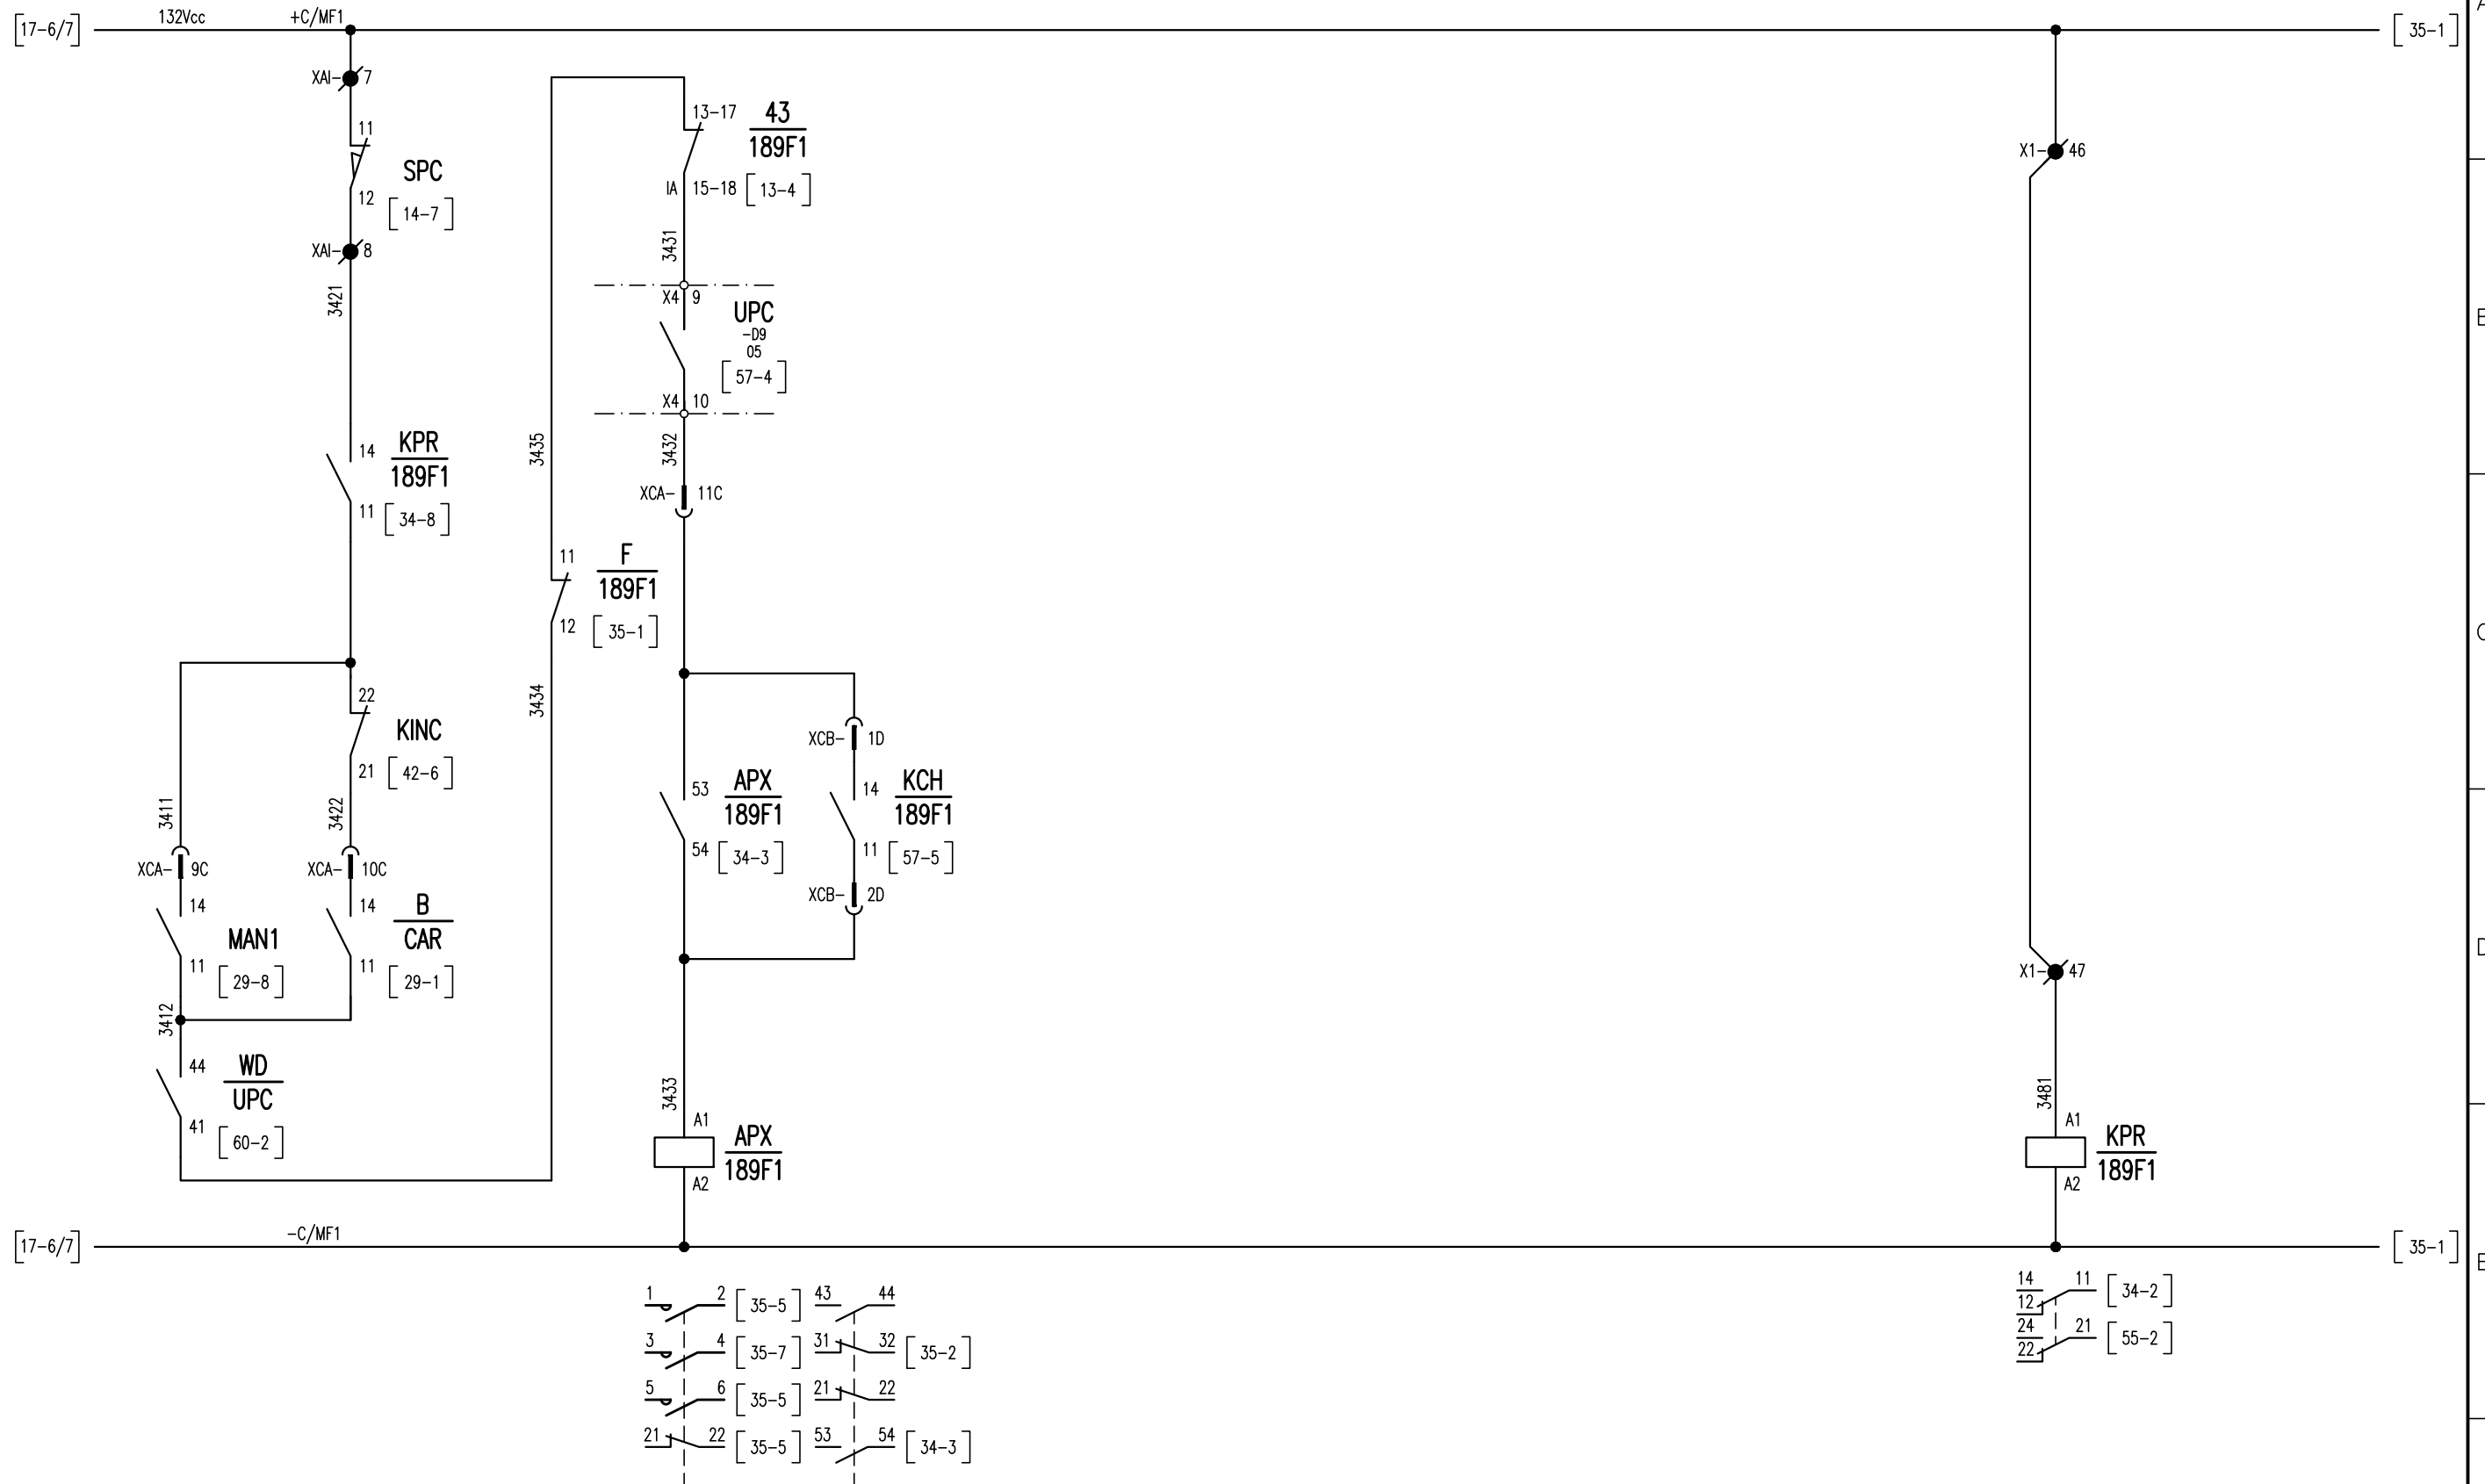 132Vcc
+C/MF1
17-6/7
35-1
XAI- 7
11
SPC
12
14-7
XAI- 8
3421
14
KPR
189F1
11
34-8
22
KINC
21
42-6
3411
3422
XCA- 9C
XCA- 10C
14
MAN1
11
29-8
14
B
CAR
11
29-1
3412
44
WD
UPC
41
60-2
3435
11
F
189F1
12
35-1
3434
13-17
43
189F1
IA 15-18
13-4
3431
X4 9
UPC
-D9
05
57-4
X4 10
3432
XCA- 11C
XCB- 1D
53
APX
189F1
54
34-3
14
KCH
189F1
11
57-5
XCB- 2D
3433
A1
APX
189F1
A2
X1- 46
X1- 47
3481
A1
KPR
189F1
A2
17-6/7
-C/MF1
35-1
1 2 35-5 43 44
3 4 35-7 31 32 35-2
5 6 35-5 21 22
21 22 35-5 53 54 34-3
14 11 34-2
12
24 21 55-2
22